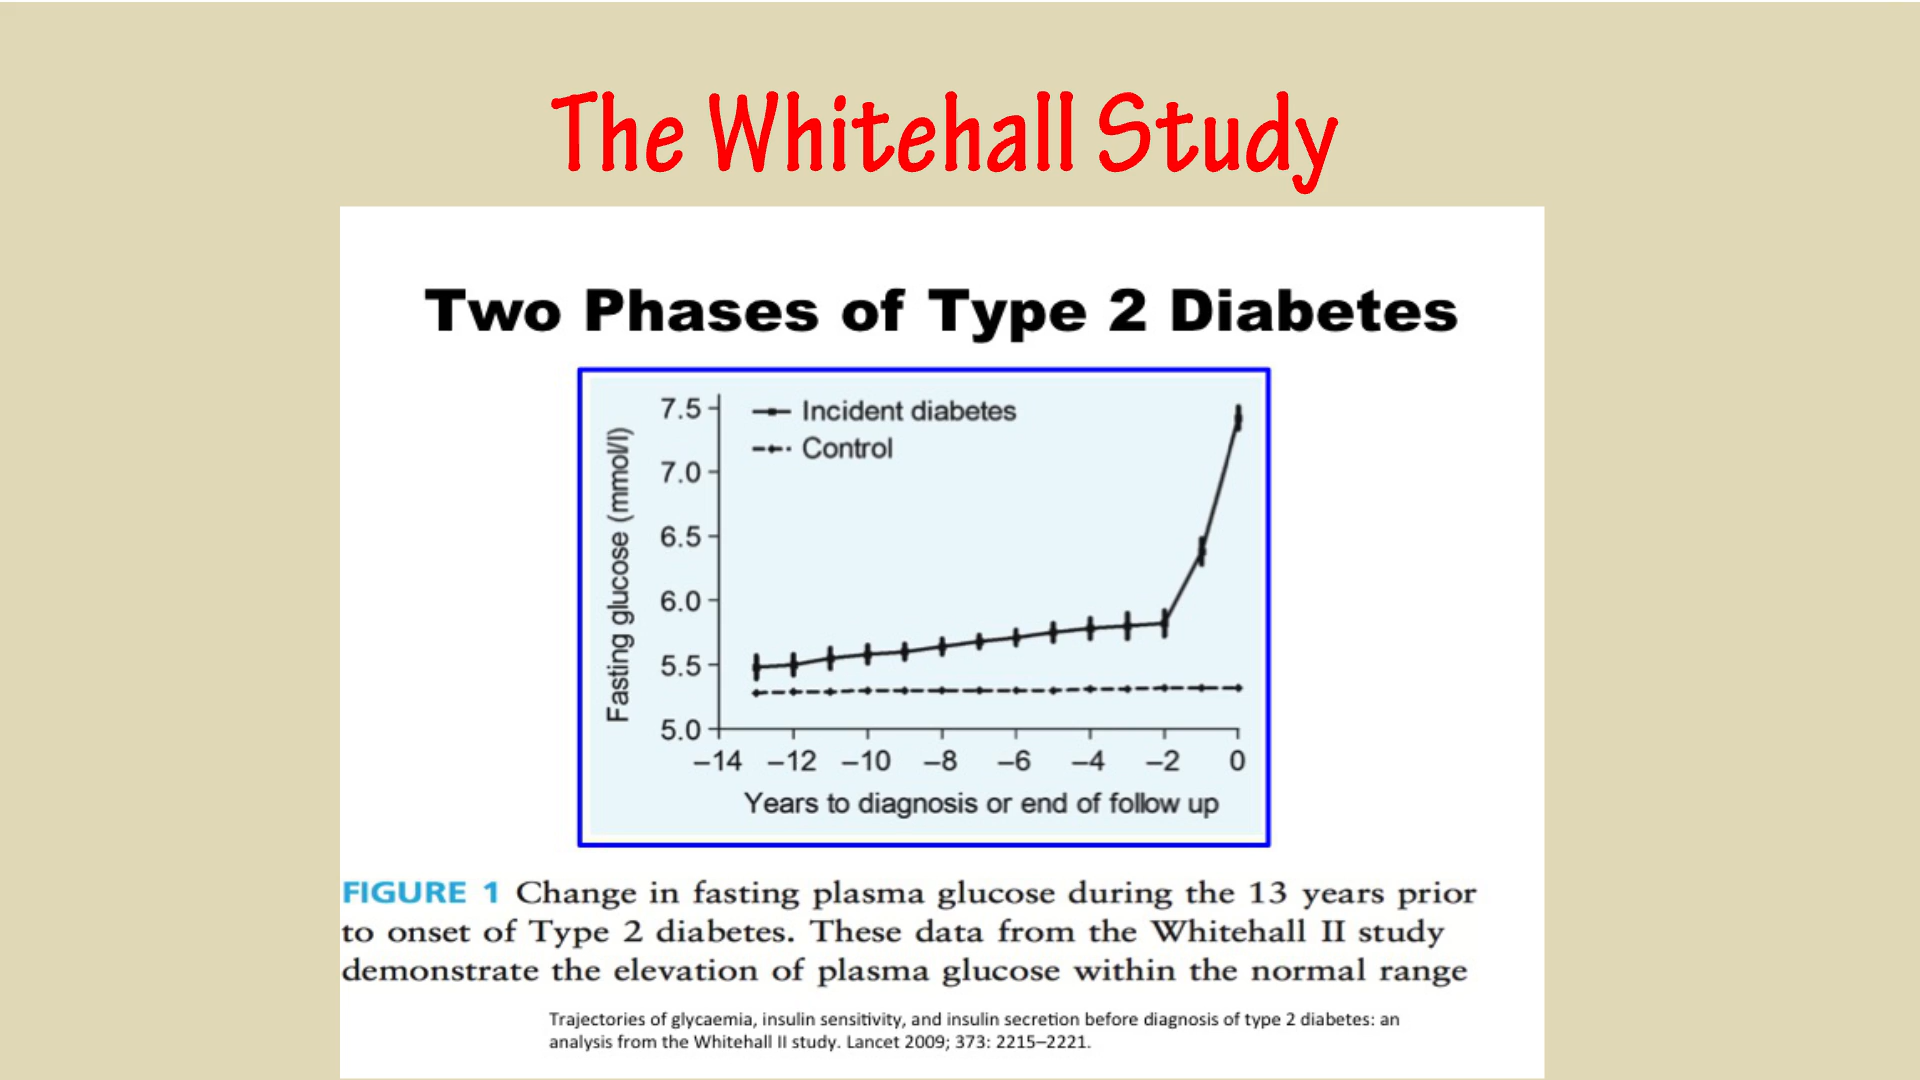 The Whitehall Study
Two Phases of Type 2 Diabetes
Incident diabetes
Control
Fasting glucose (mmol/l)
7.5
7.0
6.5
6.0
5.5
5.0
–14 –12 –10 –8 –6 –4 –2 0
Years to diagnosis or end of follow up
FIGURE 1 Change in fasting plasma glucose during the 13 years prior
to onset of Type 2 diabetes. These data from the Whitehall II study
demonstrate the elevation of plasma glucose within the normal range
Trajectories of glycaemia, insulin sensitivity, and insulin secretion before diagnosis of type 2 diabetes: an
analysis from the Whitehall II study. Lancet 2009; 373: 2215–2221.